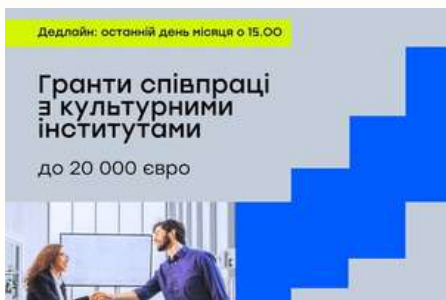 Дедлайн: останній день місяця о 15.00
Гранти співпраці
з культурними
інститутами
до 20 000 євро